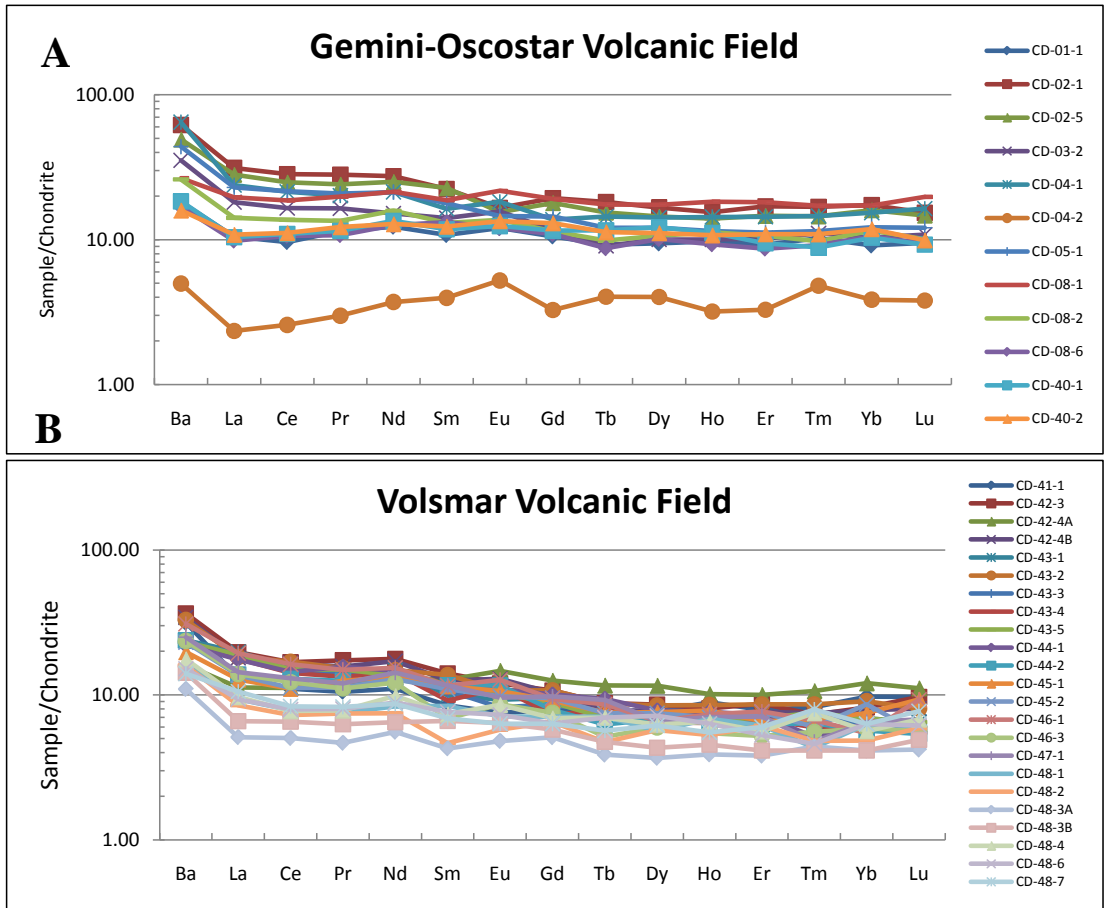 A
Gemini-Oscostar Volcanic Field
Sample/Chondrite
100.00
10.00
1.00
Ba La Ce Pr Nd Sm Eu Gd Tb Dy Ho Er Tm Yb Lu
CD-01-1
CD-02-1
CD-02-5
CD-03-2
CD-04-1
CD-04-2
CD-05-1
CD-08-1
CD-08-2
CD-08-6
CD-40-1
CD-40-2
B
Volsmar Volcanic Field
Sample/Chondrite
100.00
10.00
1.00
Ba La Ce Pr Nd Sm Eu Gd Tb Dy Ho Er Tm Yb Lu
CD-41-1
CD-42-3
CD-42-4A
CD-42-4B
CD-43-1
CD-43-2
CD-43-3
CD-43-4
CD-43-5
CD-44-1
CD-44-2
CD-45-1
CD-45-2
CD-46-1
CD-46-3
CD-47-1
CD-48-1
CD-48-2
CD-48-3A
CD-48-3B
CD-48-4
CD-48-6
CD-48-7